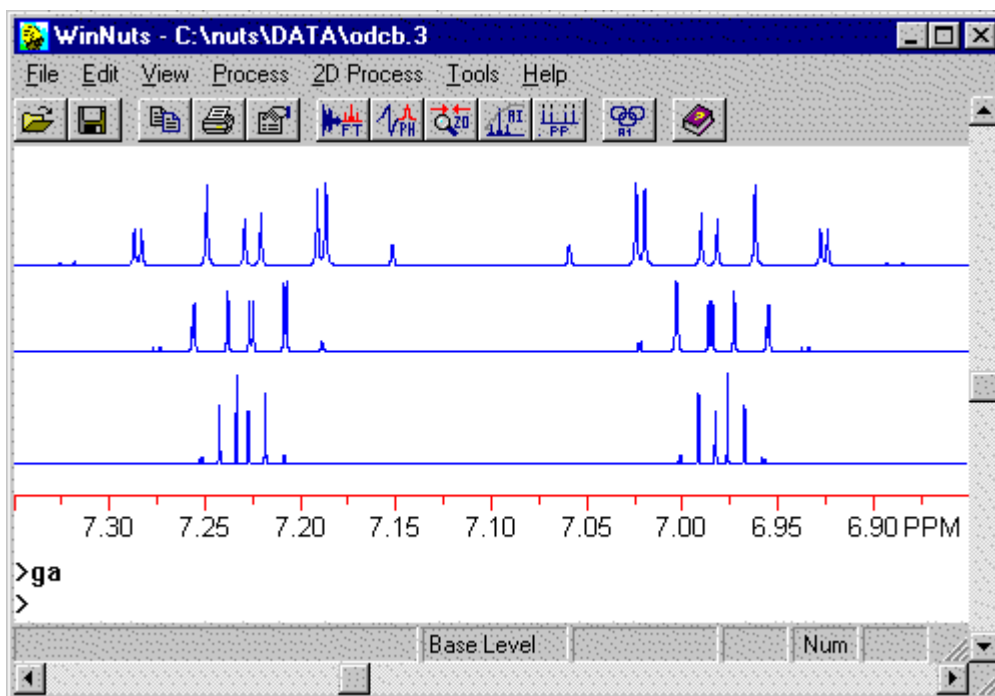 WinNuts - C:\nuts\DATA\odcb.3
File Edit View Process 2D Process Tools Help
FT PH ZO AI PP A1
7.30 7.25 7.20 7.15 7.10 7.05 7.00 6.95 6.90 PPM
>ga
>
Base Level Num